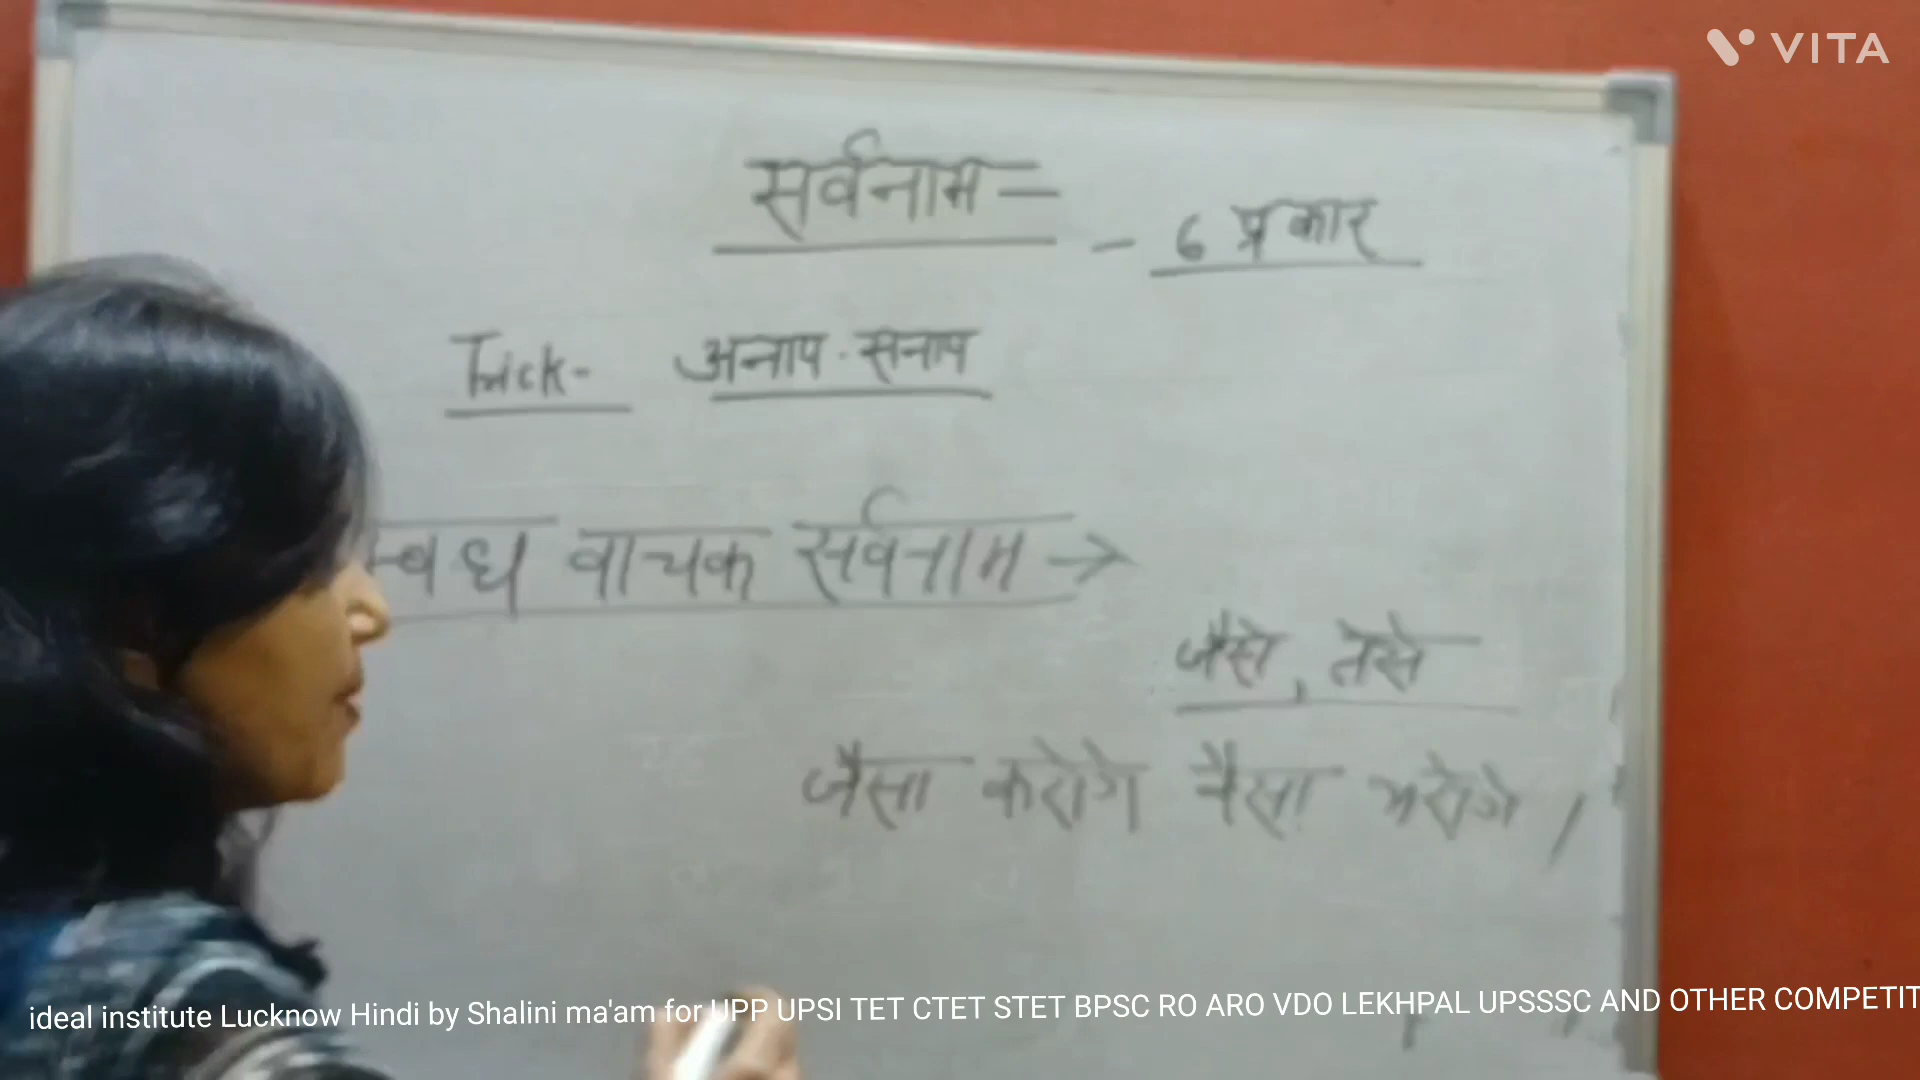 VITA
सर्वनाम =
- 6 प्रकार
Trick- अनाप-सनाप
म्बंध वाचक सर्वनाम →
जैसे, तैसे
जैसा करोगे वैसा भरोगे /
ideal institute Lucknow Hindi by Shalini ma'am for UPP UPSI TET CTET STET BPSC RO ARO VDO LEKHPAL UPSSSC AND OTHER COMPETIT